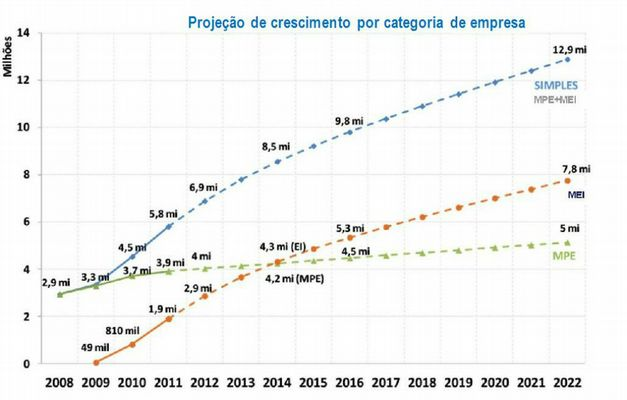 Projeção de crescimento por categoria de empresa
Milhões
14
12
10
8
6
4
2
0
12,9 mi
SIMPLES
MPE+MEI
9,8 mi
8,5 mi
6,9 mi
5,8 mi
4,5 mi
7,8 mi
MEI
5,3 mi
4,3 mi (EI)
5 mi
MPE
4,5 mi
4,2 mi (MPE)
4 mi
3,9 mi
3,7 mi
3,3 mi
2,9 mi
2,9 mi
1,9 mi
810 mil
49 mil
2008 2009 2010 2011 2012 2013 2014 2015 2016 2017 2018 2019 2020 2021 2022